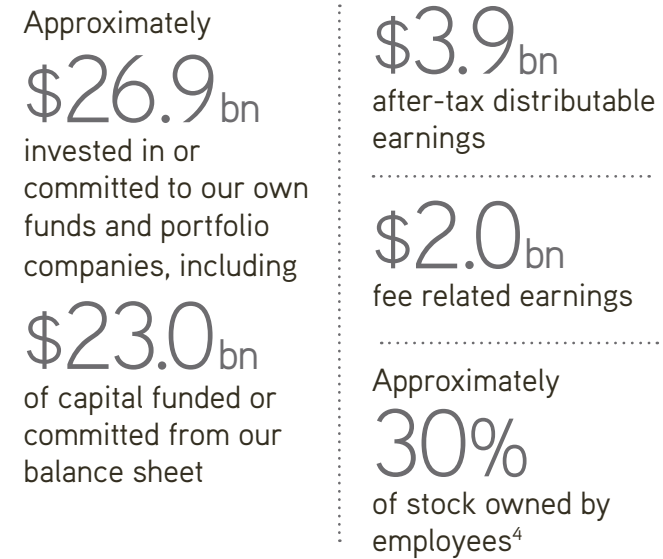 Approximately
$26.9bn
invested in or
committed to our own
funds and portfolio
companies, including
$23.0bn
of capital funded or
committed from our
balance sheet
$3.9bn
after-tax distributable
earnings
$2.0bn
fee related earnings
Approximately
30%
of stock owned by
employees⁴